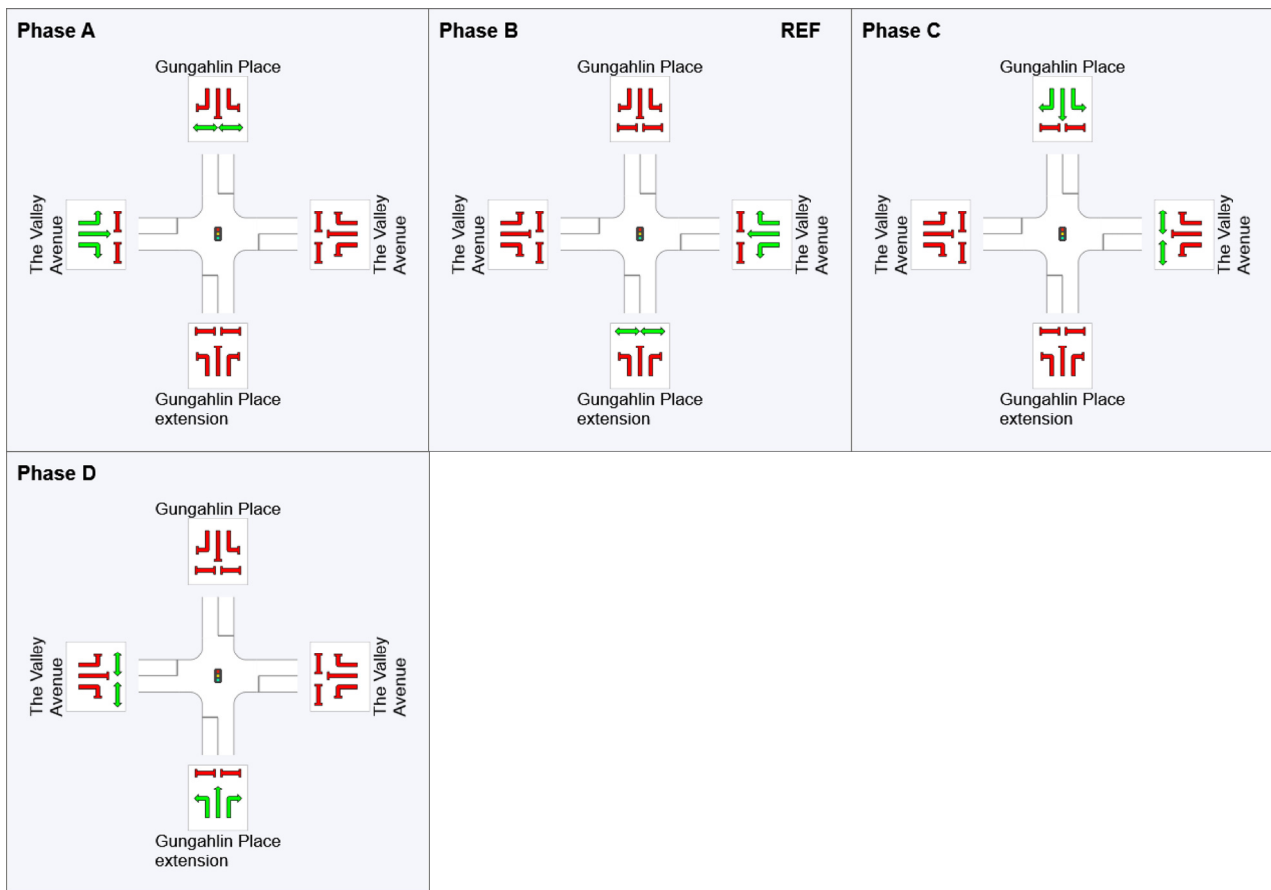 Phase A
Gungahlin Place
The Valley
Avenue
The Valley
Avenue
Gungahlin Place
extension
Phase B
REF
Gungahlin Place
The Valley
Avenue
The Valley
Avenue
Gungahlin Place
extension
Phase C
Gungahlin Place
The Valley
Avenue
The Valley
Avenue
Gungahlin Place
extension
Phase D
Gungahlin Place
The Valley
Avenue
The Valley
Avenue
Gungahlin Place
extension